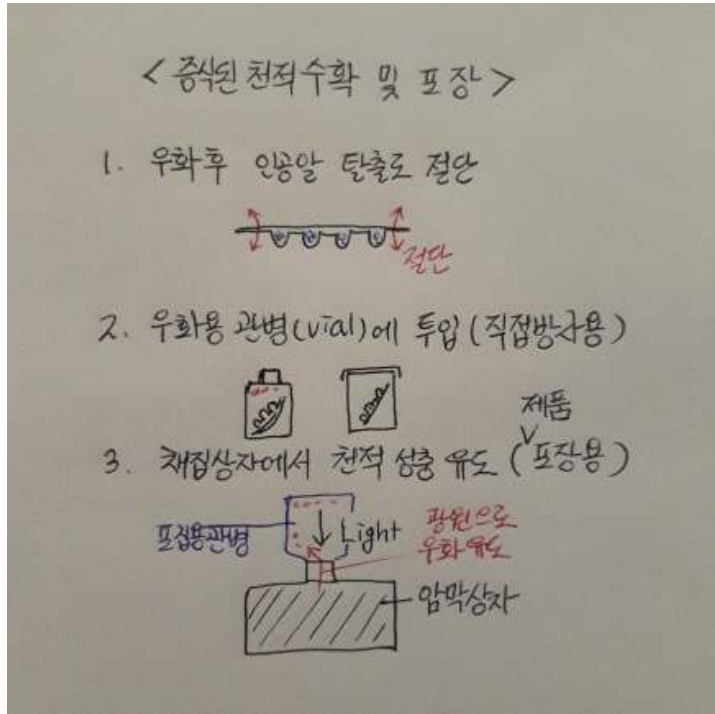 < 증식된 천적수확 및 포장 >
1. 우화후 인공알 탈출도 절단
절단
2. 우화용 관병(vial)에 투입 (직접방사용)
제품
3. 채집상자에서 천적 성충 유도 (∨포장용)
포집용관병
Light
광원으로
우화유도
암막상자